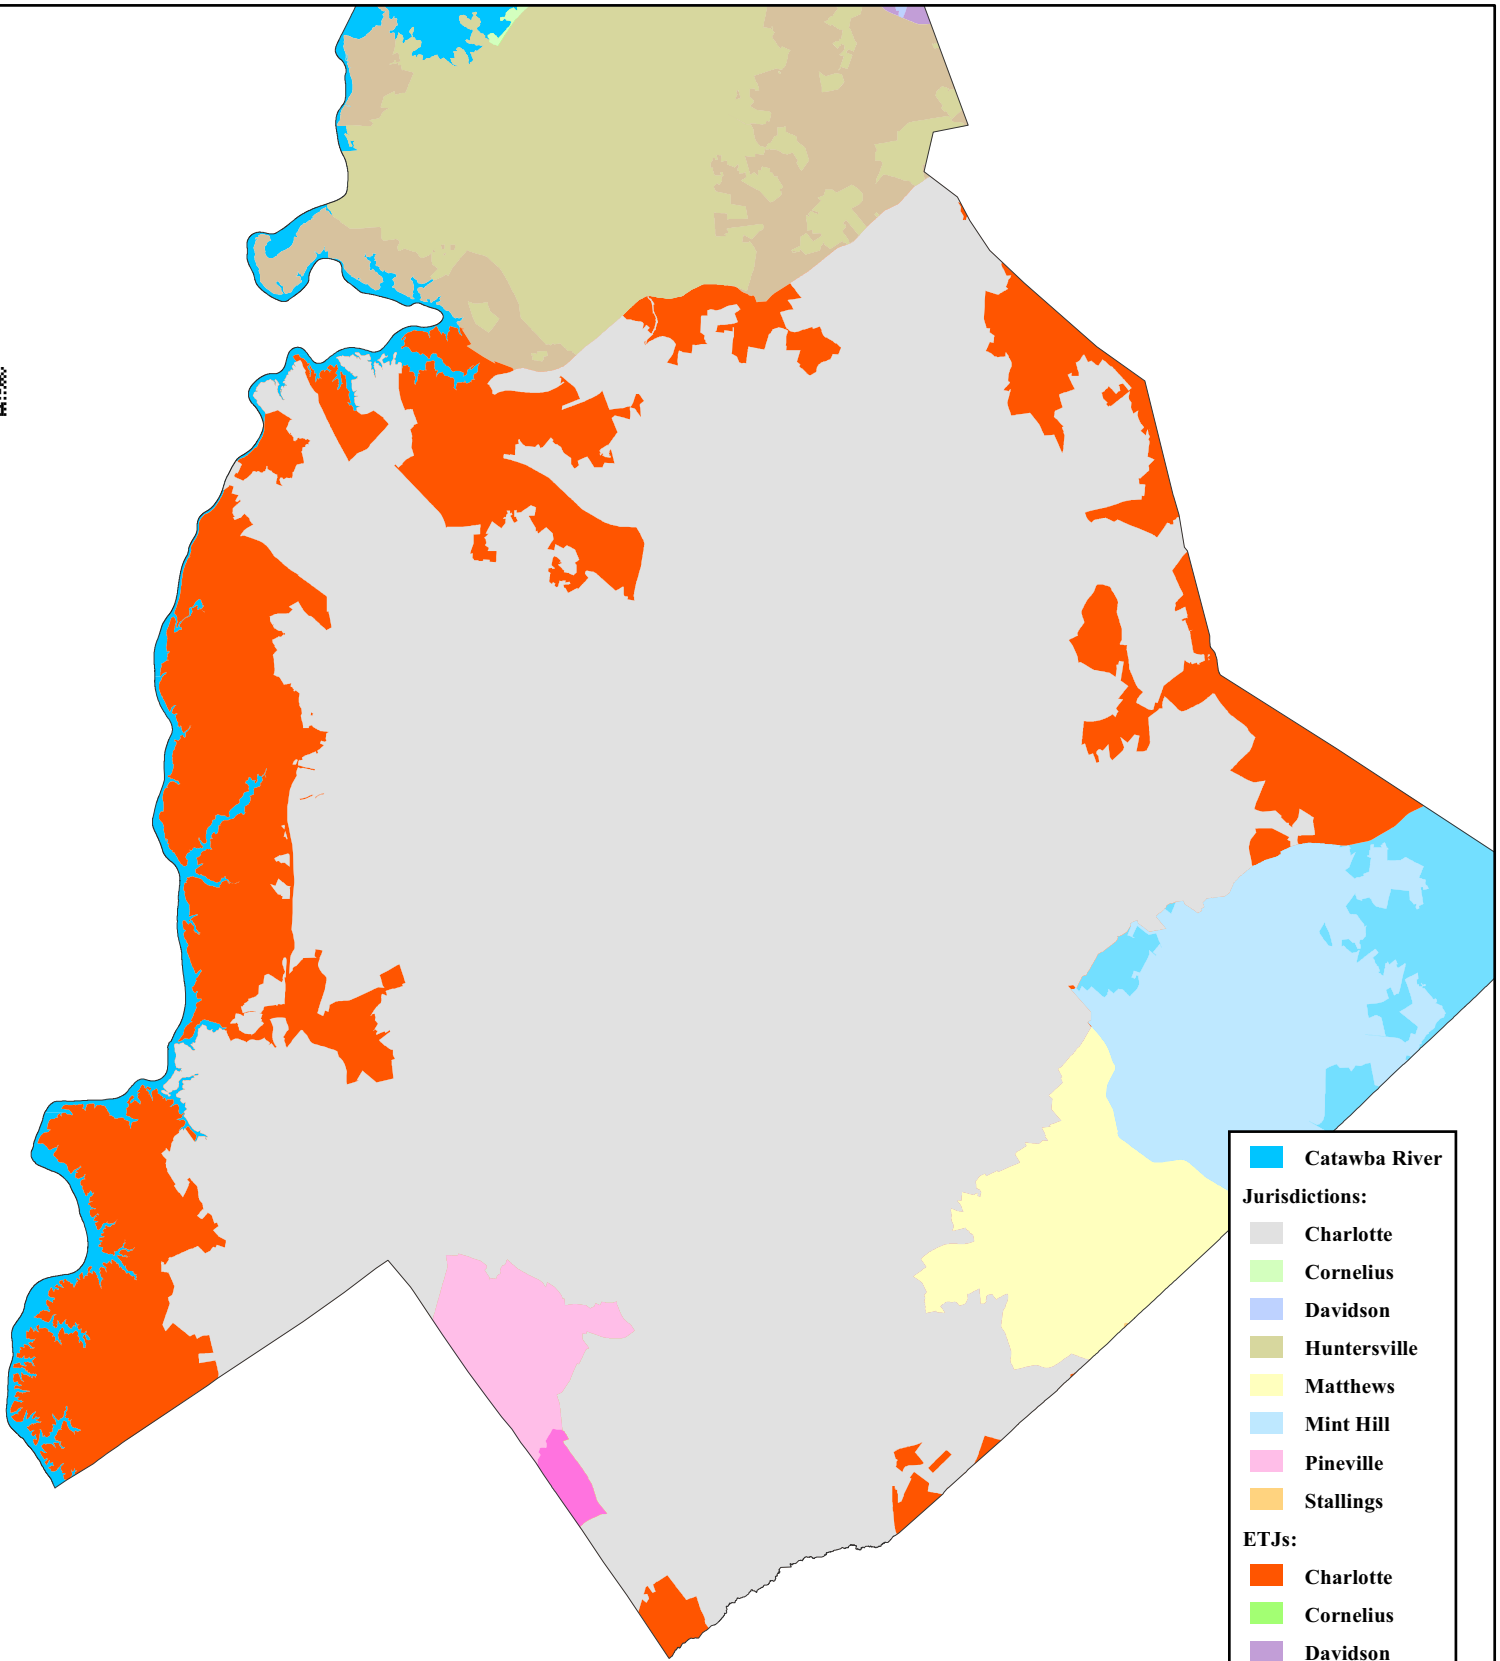 Catawba River
Jurisdictions:
Charlotte
Cornelius
Davidson
Huntersville
Matthews
Mint Hill
Pineville
Stallings
ETJs:
Charlotte
Cornelius
Davidson